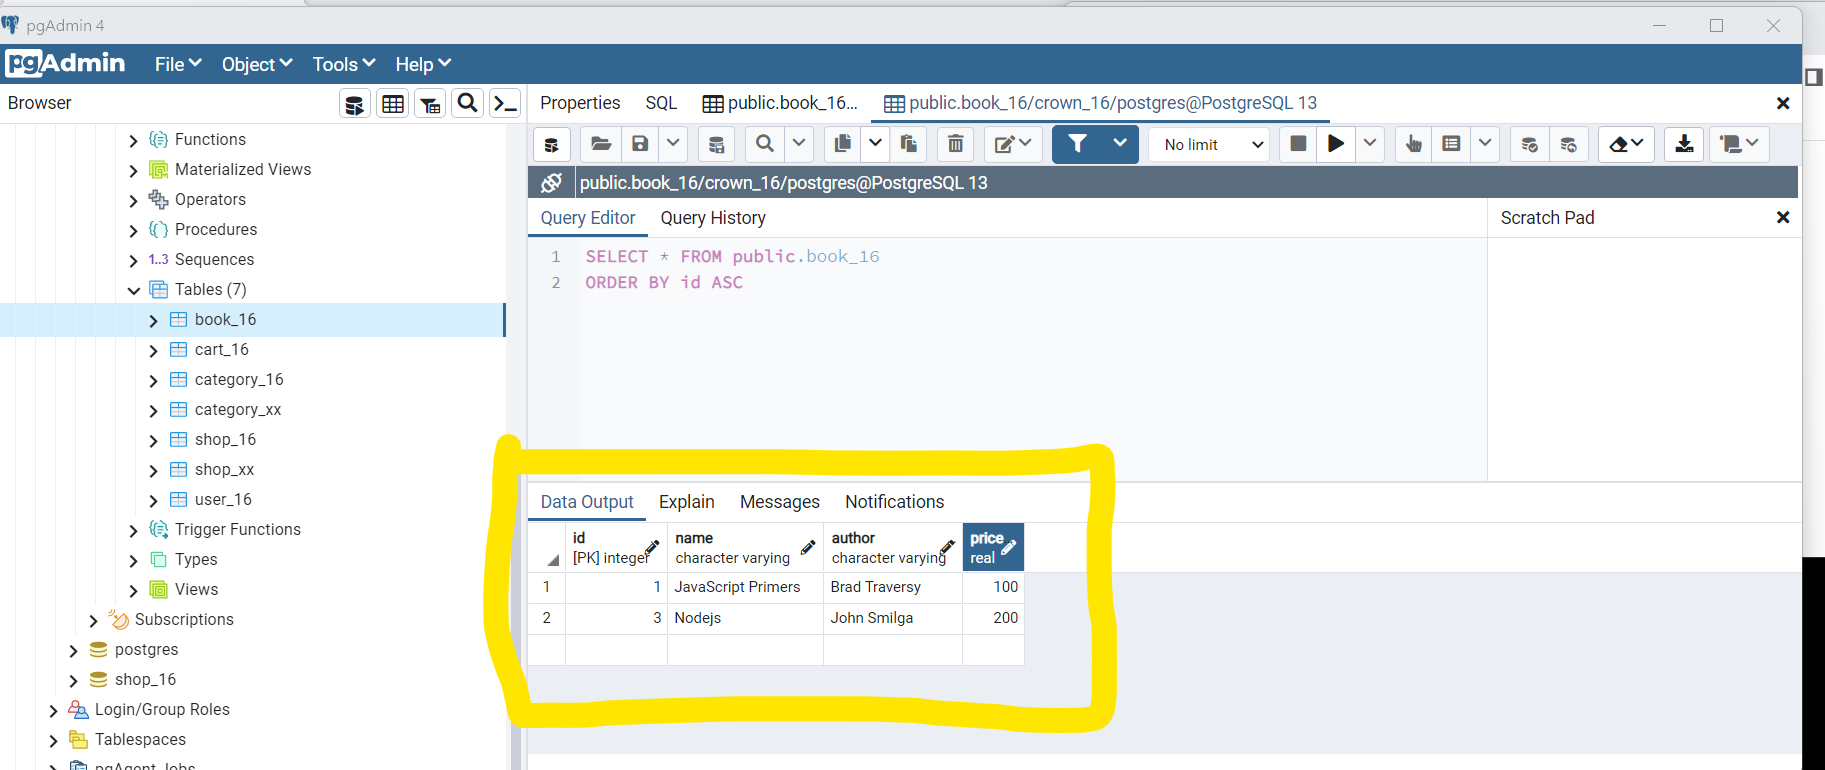 pgAdmin 4
pgAdmin File Object Tools Help
Browser
Properties SQL public.book_16... public.book_16/crown_16/postgres@PostgreSQL 13
No limit
public.book_16/crown_16/postgres@PostgreSQL 13
Query Editor Query History
Scratch Pad
1 SELECT * FROM public.book_16
2 ORDER BY id ASC
Functions
Materialized Views
Operators
Procedures
1..3 Sequences
Tables (7)
book_16
cart_16
category_16
category_xx
shop_16
shop_xx
user_16
Trigger Functions
Types
Views
Subscriptions
postgres
shop_16
Login/Group Roles
Tablespaces
pgAgent Jobs
Data Output Explain Messages Notifications
id name author price
[PK] integer character varying character varying real
1 1 JavaScript Primers Brad Traversy 100
2 3 Nodejs John Smilga 200